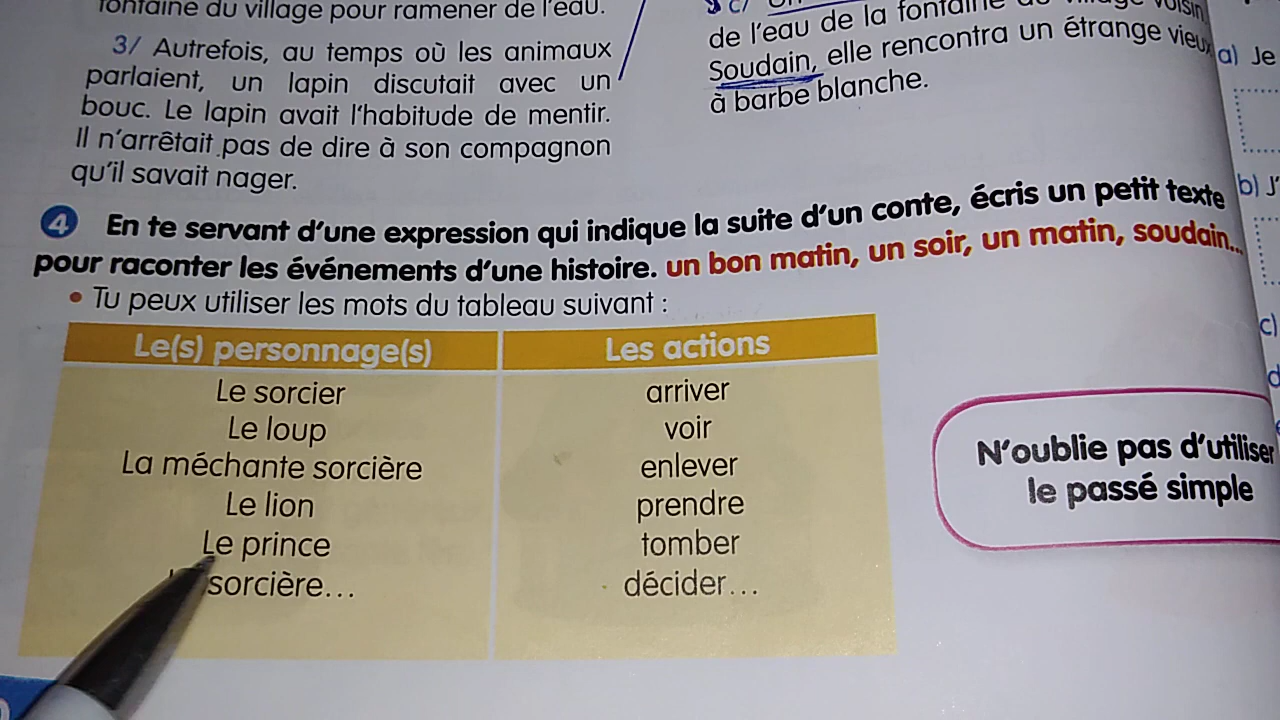 fontaine du village pour ramener de l'eau.
3/ Autrefois, au temps où les animaux
parlaient, un lapin discutait avec un
bouc. Le lapin avait l'habitude de mentir.
Il n'arrêtait pas de dire à son compagnon
qu'il savait nager.
c/
de l'eau de la fontaine du village voisin.
Soudain, elle rencontra un étrange vieux
à barbe blanche.
a) Je
b) J'
c)
4 En te servant d'une expression qui indique la suite d'un conte, écris un petit texte
pour raconter les événements d'une histoire. un bon matin, un soir, un matin, soudain...
• Tu peux utiliser les mots du tableau suivant :
Le(s) personnage(s) Les actions
Le sorcier arriver
Le loup voir
La méchante sorcière enlever
Le lion prendre
Le prince tomber
sorcière... décider...
N'oublie pas d'utiliser
le passé simple